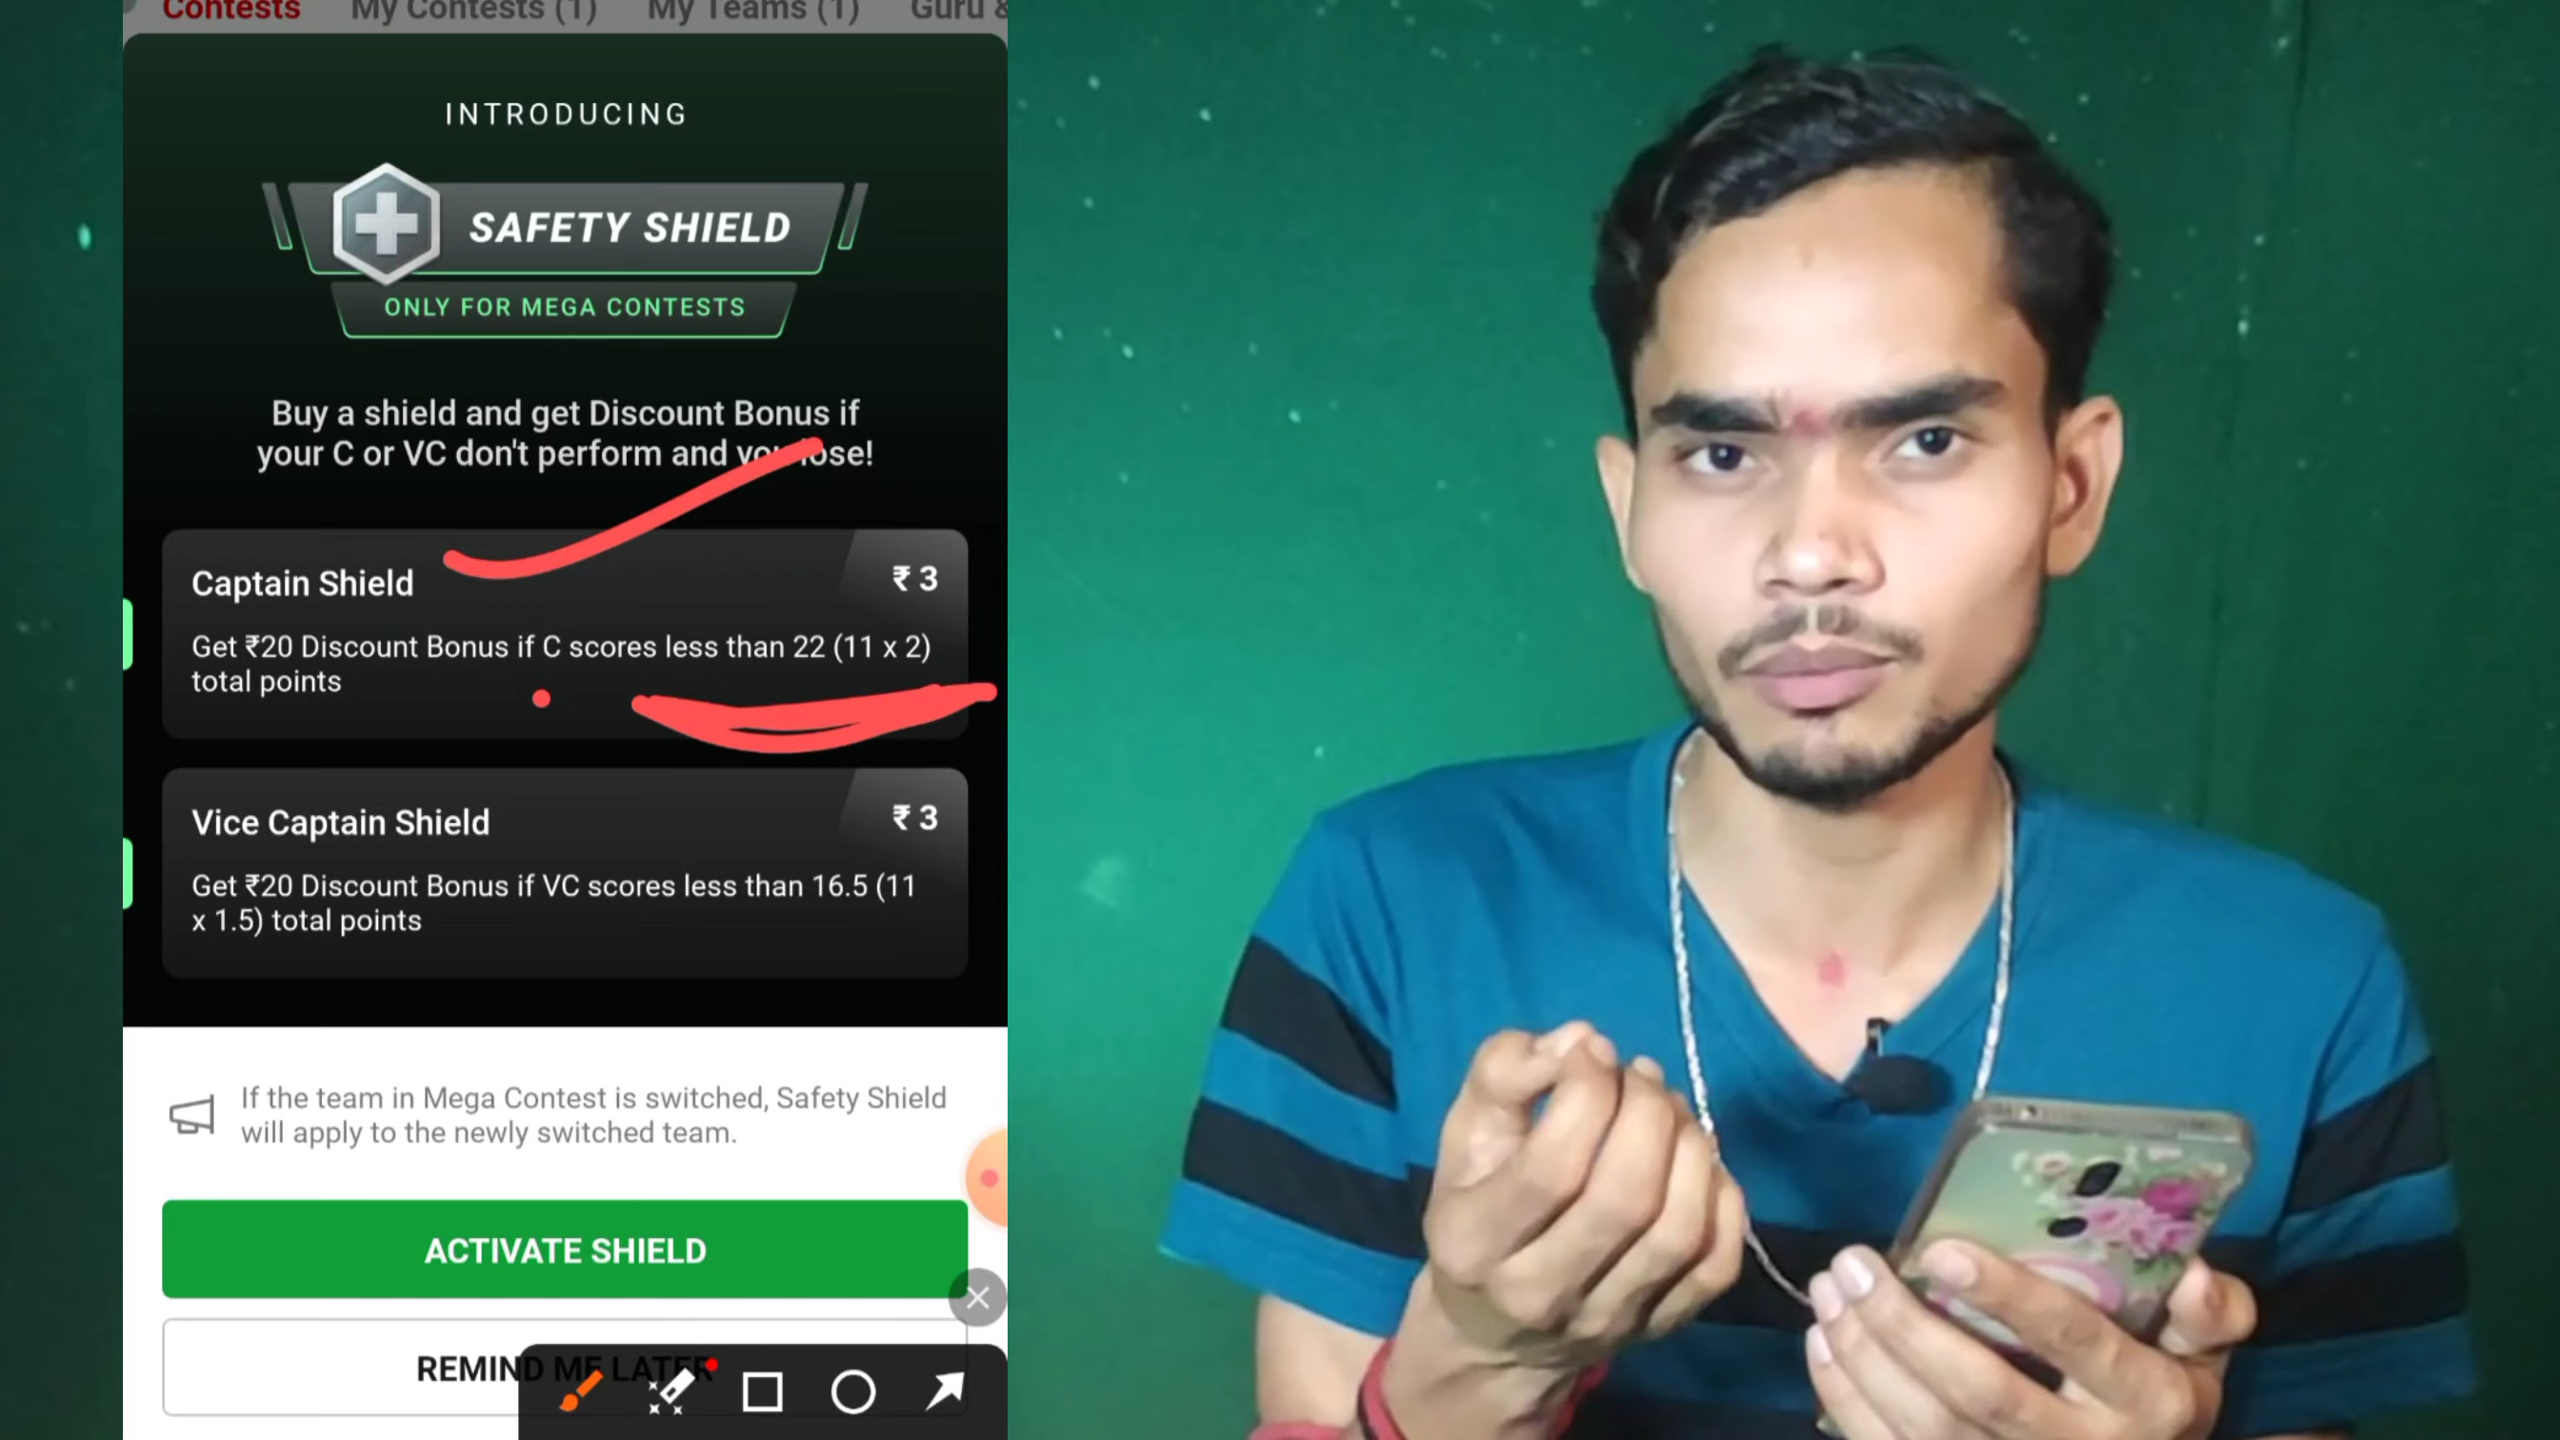 Contests My Contests (1) My Teams (1) Guru &
INTRODUCING
SAFETY SHIELD
ONLY FOR MEGA CONTESTS
Buy a shield and get Discount Bonus if
your C or VC don't perform and you lose!
Captain Shield ₹ 3
Get ₹20 Discount Bonus if C scores less than 22 (11 x 2)
total points
Vice Captain Shield ₹ 3
Get ₹20 Discount Bonus if VC scores less than 16.5 (11
x 1.5) total points
If the team in Mega Contest is switched, Safety Shield
will apply to the newly switched team.
ACTIVATE SHIELD
REMIND ME LATER